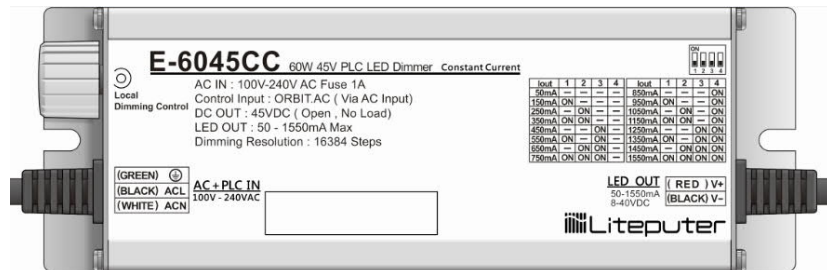 E-6045CC 60W 45V PLC LED Dimmer Constant Current
AC IN : 100V-240V AC Fuse 1A
Control Input : ORBIT.AC ( Via AC Input)
DC OUT : 45VDC ( Open , No Load)
LED OUT : 50 - 1550mA Max
Dimming Resolution : 16384 Steps
Local
Dimming Control
ON
1 2 3 4
Iout 1 2 3 4 Iout 1 2 3 4
50mA – – – – 850mA – – – ON
150mA ON – – – 950mA ON – – ON
250mA – ON – – 1050mA – ON – ON
350mA ON ON – – 1150mA ON ON – ON
450mA – – ON – 1250mA – – ON ON
550mA ON – ON – 1350mA ON – ON ON
650mA – ON ON – 1450mA – ON ON ON
750mA ON ON ON – 1550mA ON ON ON ON
(GREEN)
(BLACK) ACL
(WHITE) ACN
AC + PLC IN
100V - 240VAC
LED OUT
50-1550mA
8-40VDC
( RED ) V+
(BLACK) V–
Liteputer